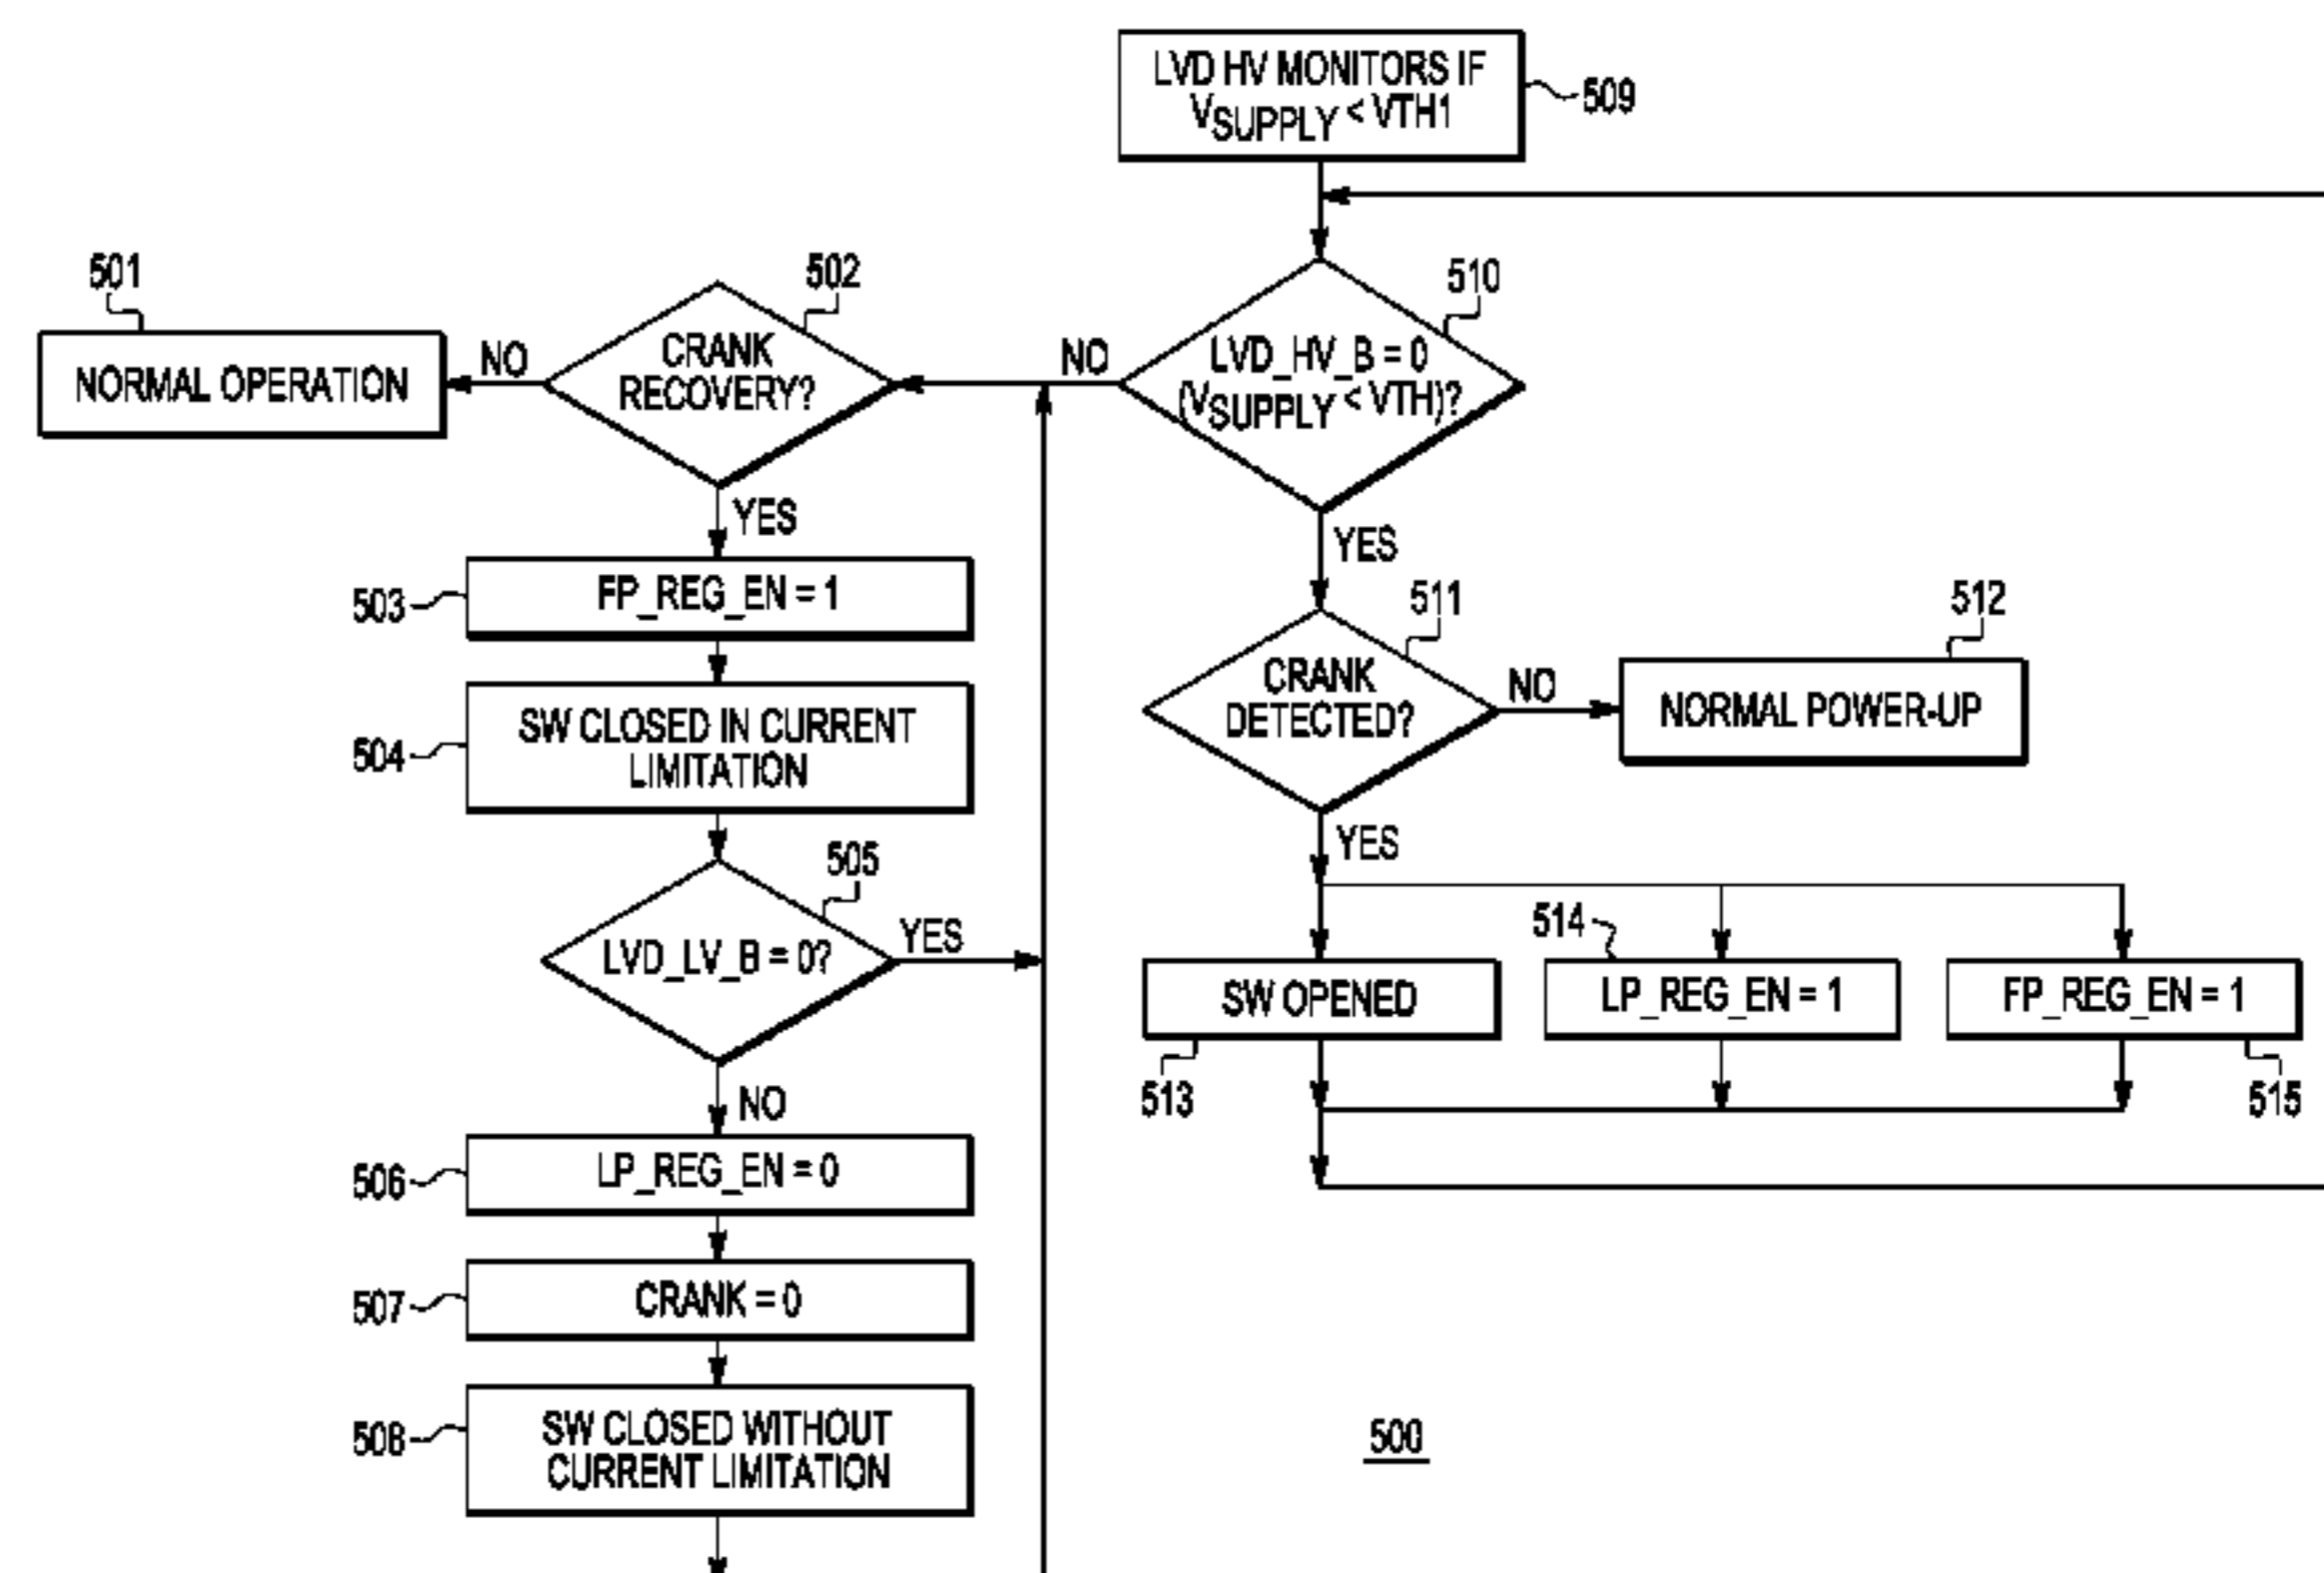 LVD HV MONITORS IF
VSUPPLY < VTH1
509
501
NORMAL OPERATION
NO
502
CRANK
RECOVERY?
NO
510
LVD_HV_B = 0
(VSUPPLY < VTH)?
YES
YES
503
FP_REG_EN = 1
511
CRANK
DETECTED?
NO
512
NORMAL POWER-UP
504
SW CLOSED IN CURRENT
LIMITATION
YES
505
LVD_LV_B = 0?
YES
514
SW OPENED
LP_REG_EN = 1
FP_REG_EN = 1
513
515
NO
506
LP_REG_EN = 0
507
CRANK = 0
508
SW CLOSED WITHOUT
CURRENT LIMITATION
500